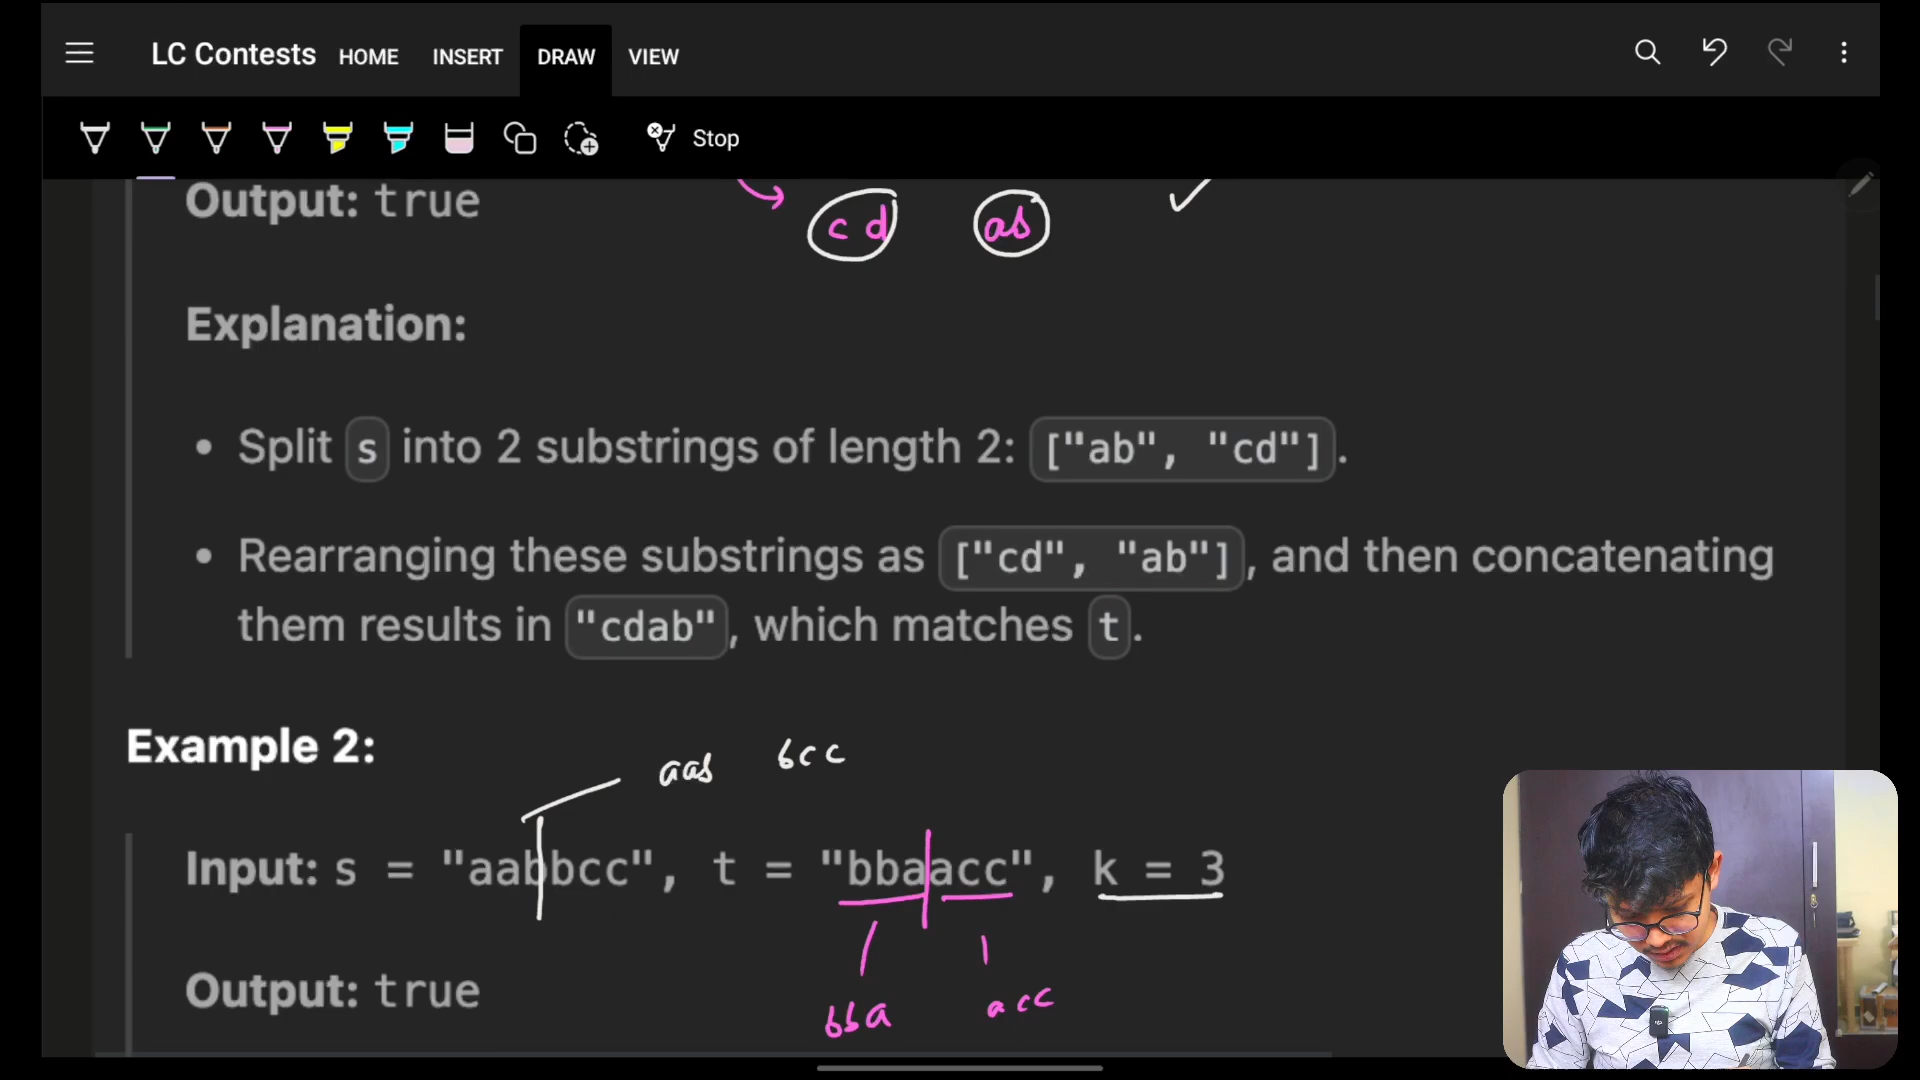 LC Contests HOME INSERT DRAW VIEW
Stop
Output: true
c d ab
Explanation:
• Split s into 2 substrings of length 2: ["ab", "cd"].
• Rearranging these substrings as ["cd", "ab"], and then concatenating
them results in "cdab", which matches t.
Example 2:
aab bcc
Input: s = "aabbcc", t = "bbaacc", k = 3
Output: true
bba acc